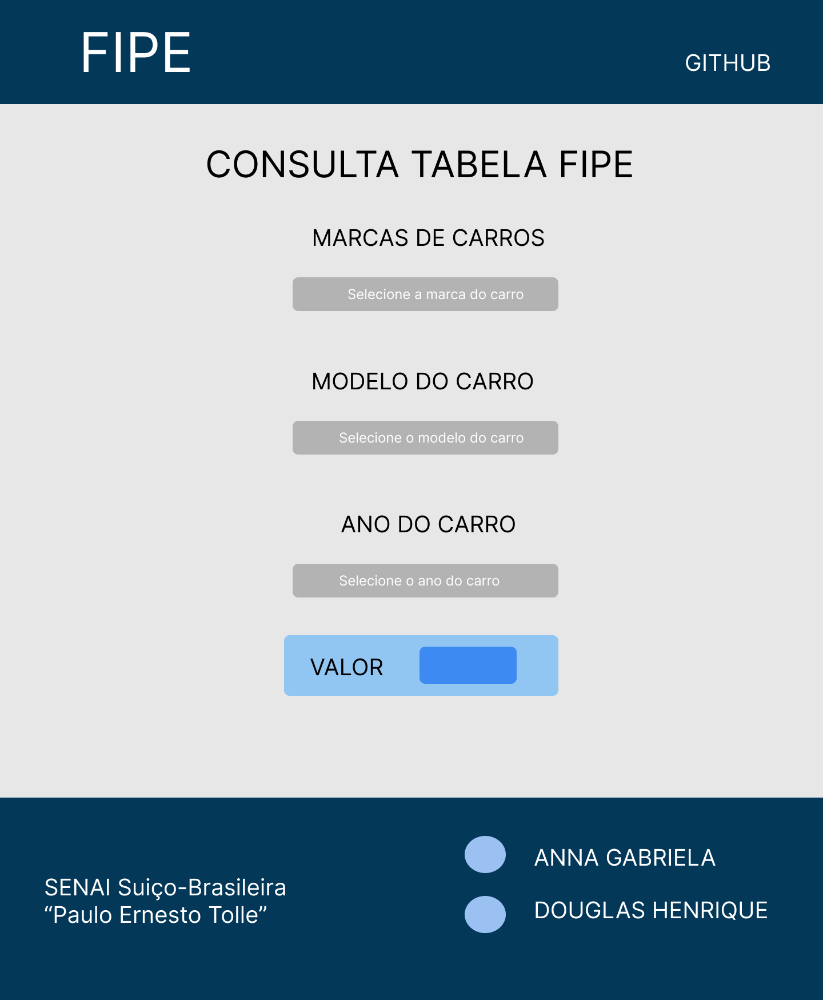 FIPE
GITHUB
CONSULTA TABELA FIPE
MARCAS DE CARROS
Selecione a marca do carro
MODELO DO CARRO
Selecione o modelo do carro
ANO DO CARRO
Selecione o ano do carro
VALOR
SENAI Suiço-Brasileira
“Paulo Ernesto Tolle”
ANNA GABRIELA
DOUGLAS HENRIQUE